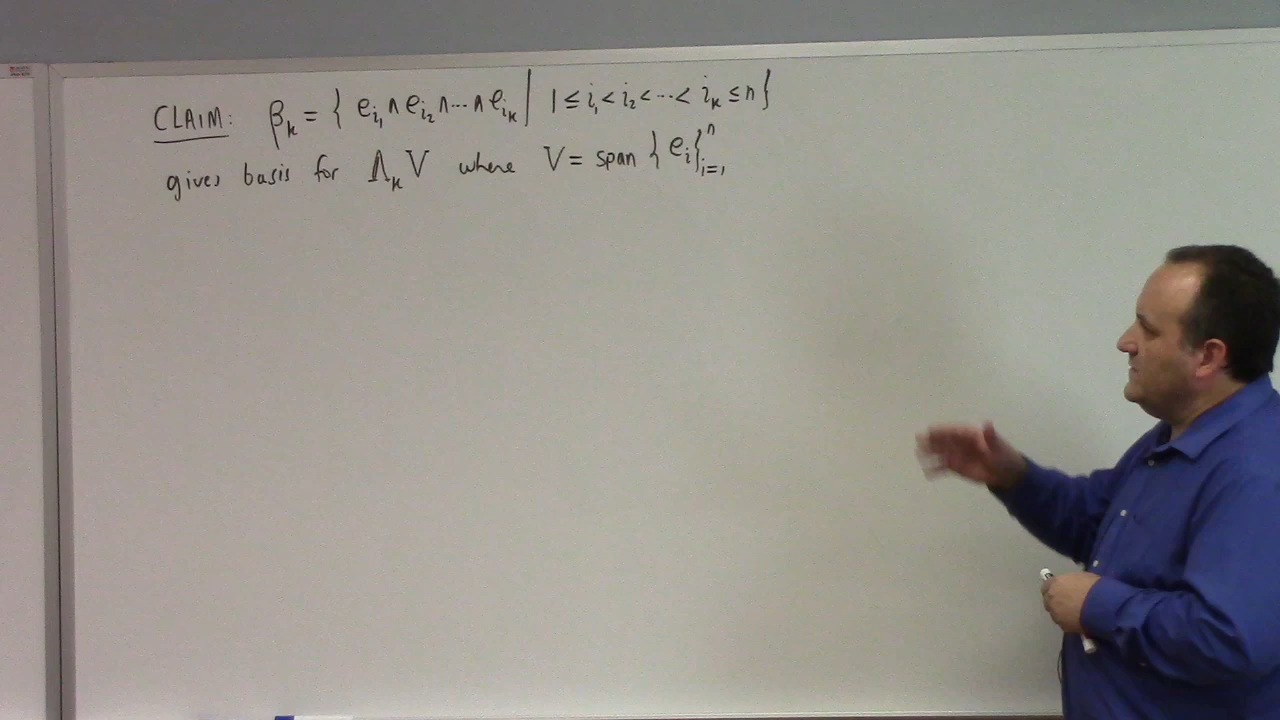 CLAIM: β_k = { e_{i_1} ∧ e_{i_2} ∧ ··· ∧ e_{i_k} | 1 ≤ i_1 < i_2 < ··· < i_k ≤ n }
gives basis for Λ_k V where V = span { e_i }_{i=1}^n